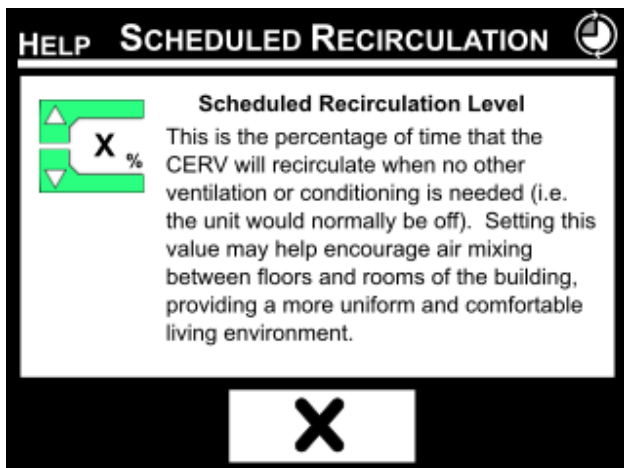 HELP SCHEDULED RECIRCULATION
Scheduled Recirculation Level
X %
This is the percentage of time that the
CERV will recirculate when no other
ventilation or conditioning is needed (i.e.
the unit would normally be off).  Setting this
value may help encourage air mixing
between floors and rooms of the building,
providing a more uniform and comfortable
living environment.